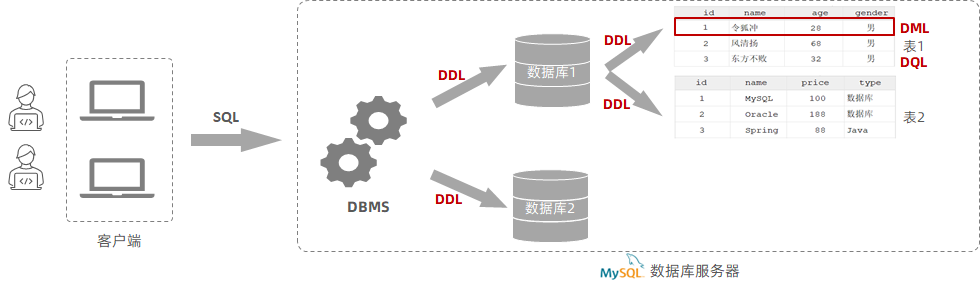 SQL
客户端
DBMS
DDL
DDL
数据库1
数据库2
DDL
DDL
id name age gender
1 令狐冲 28 男
2 风清扬 68 男
3 东方不败 32 男
DML
表1
DQL
id name price type
1 MySQL 100 数据库
2 Oracle 188 数据库
3 Spring 88 Java
表2
MySQL 数据库服务器